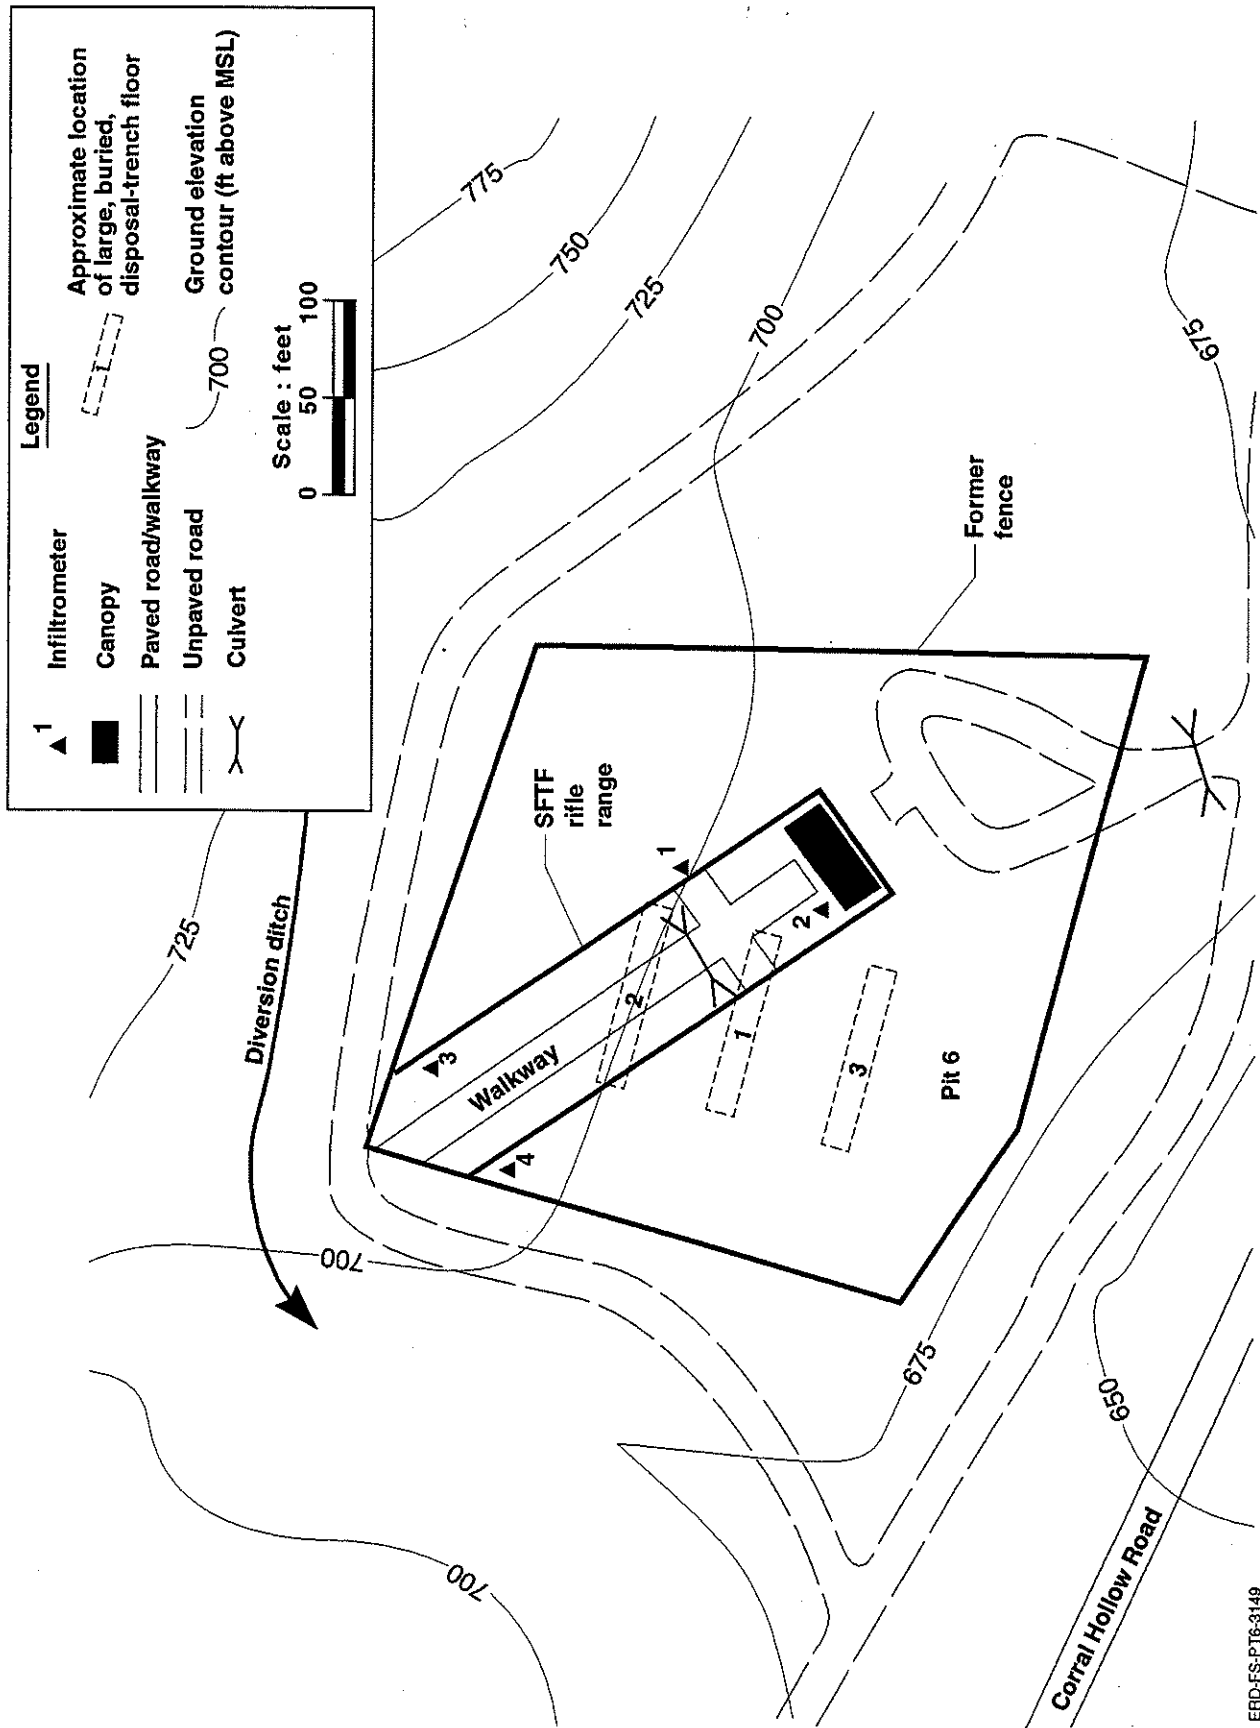 Legend
1
Infiltrometer
Canopy
Paved road/walkway
Unpaved road
Culvert
Approximate location
of large, buried,
disposal-trench floor
700
Ground elevation
contour (ft above MSL)
Scale : feet
0 50 100
775
750
725
700
675
725
Diversion ditch
SFTF
rifle
range
Former
fence
1
2
3
4
Walkway
2
1
3
Pit 6
700
700
675
650
Corral Hollow Road
ERD-FS-PT6-3149